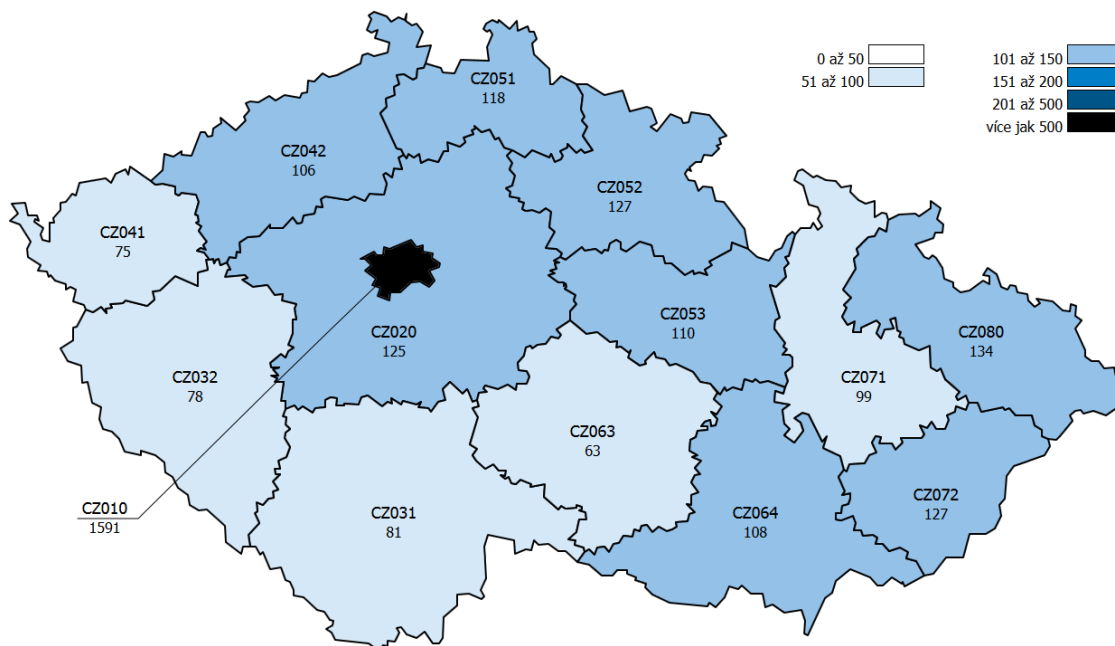 0 až 50
51 až 100
101 až 150
151 až 200
201 až 500
více jak 500
CZ051
118
CZ042
106
CZ052
127
CZ041
75
CZ053
110
CZ020
125
CZ080
134
CZ032
78
CZ071
99
CZ063
63
CZ072
127
CZ010
1591
CZ031
81
CZ064
108